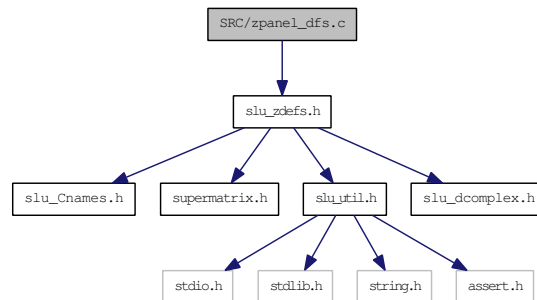 SRC/zpanel_dfs.c
slu_zdefs.h
slu_Cnames.h
supermatrix.h
slu_util.h
slu_dcomplex.h
stdio.h
stdlib.h
string.h
assert.h